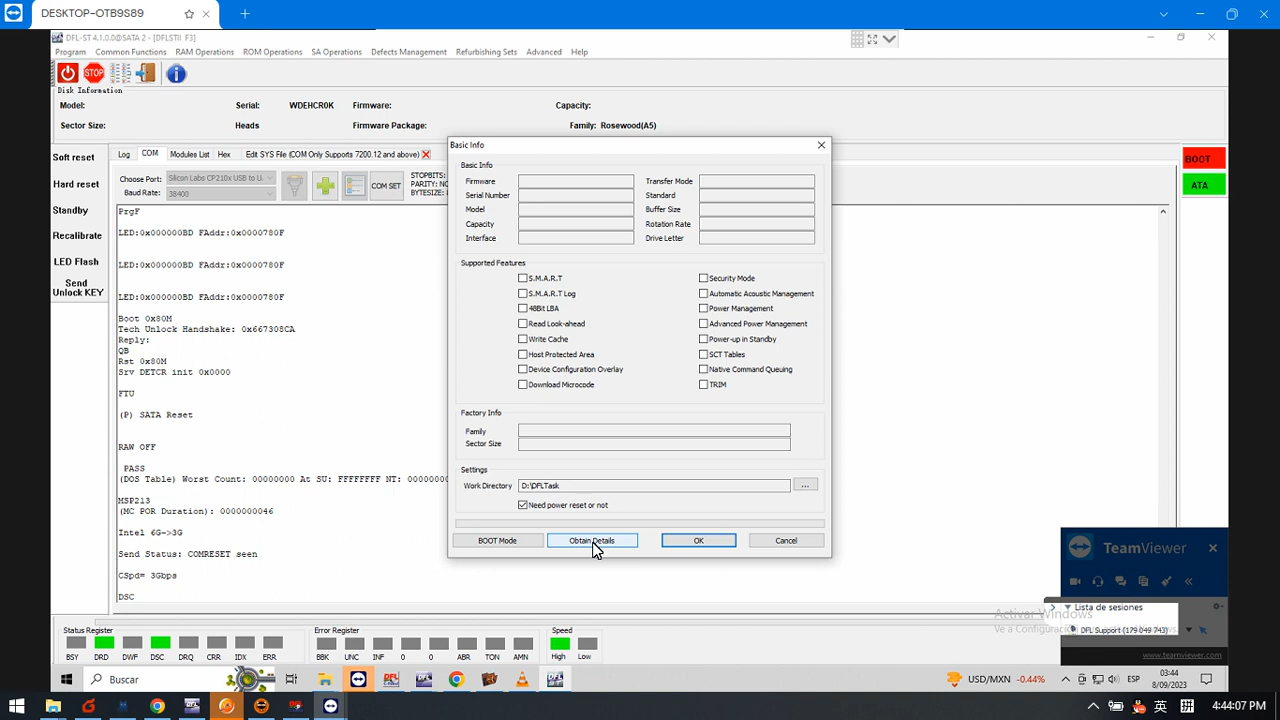 DESKTOP-OTB9S89
DFL-ST 4.1.0.0@SATA 2 - [DFLSTII F3]
Program Common Functions RAM Operations ROM Operations SA Operations Defects Management Refurbishing Sets Advanced Help
STOP
Disk Information
Model: Serial: WDEHCR0K Firmware: Capacity:
Sector Size: Heads Firmware Package: Family: Rosewood(A5)
Soft reset
Hard reset
Standby
Recalibrate
LED Flash
Send
Unlock KEY
Log COM Modules List Hex Edit SYS File (COM Only Supports 7200.12 and above)
BOOT
ATA
Choose Port: Silicon Labs CP210x USB to U
Baud Rate: 38400
COM SET
STOPBITS:
PARITY: NO
BYTESIZE:
PrgF
LED:0x000000BD FAddr:0x0000780F
LED:0x000000BD FAddr:0x0000780F
LED:0x000000BD FAddr:0x0000780F
Boot 0x80M
Tech Unlock Handshake: 0x667308CA
Reply:
QB
Rst 0x80M
Srv DETCR init 0x0000
FTU
(P) SATA Reset
RAW OFF
PASS
(DOS Table) Worst Count: 00000000 At SU: FFFFFFFF NT: 000000
MSP213
(MC POR Duration): 0000000046
Intel 6G->3G
Send Status: COMRESET seen
CSpd= 3Gbps
DSC
Basic Info
Basic Info
Firmware Transfer Mode
Serial Number Standard
Model Buffer Size
Capacity Rotation Rate
Interface Drive Letter
Supported Features
S.M.A.R.T Security Mode
S.M.A.R.T Log Automatic Acoustic Management
48Bit LBA Power Management
Read Look-ahead Advanced Power Management
Write Cache Power-up in Standby
Host Protected Area SCT Tables
Device Configuration Overlay Native Command Queuing
Download Microcode TRIM
Factory Info
Family
Sector Size
Settings
Work Directory D:\DFLTask ...
Need power reset or not
BOOT Mode Obtain Details OK Cancel
TeamViewer
Lista de sesiones
DFL Support (179 049 743)
www.teamviewer.com
Activar Windows
Ve a Configuració
Status Register
BSY DRD DWF DSC DRQ CRR IDX ERR
Error Register
BBK UNC INF 0 0 ABR TON AMN
Speed
High Low
Buscar
DFL
USD/MXN -0.44%
ESP
03:44
8/09/2023
英
拼
4:44:07 PM